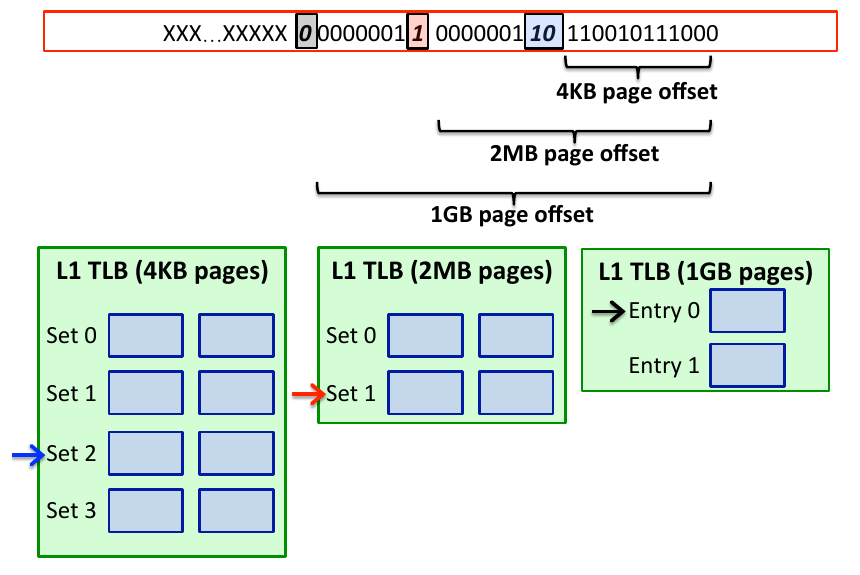 XXX...XXXXX 0 0000001 1 0000001 10 110010111000
4KB page offset
2MB page offset
1GB page offset
L1 TLB (4KB pages)
Set 0
Set 1
Set 2
Set 3
L1 TLB (2MB pages)
Set 0
Set 1
L1 TLB (1GB pages)
Entry 0
Entry 1